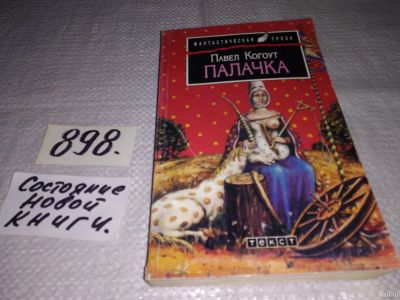 ФАНТАСТИЧЕСКАЯ ПРОЗА
ПАВЕЛ КОГОУТ
ПАЛАЧКА
898.
Состояние
новой
книги.
текст